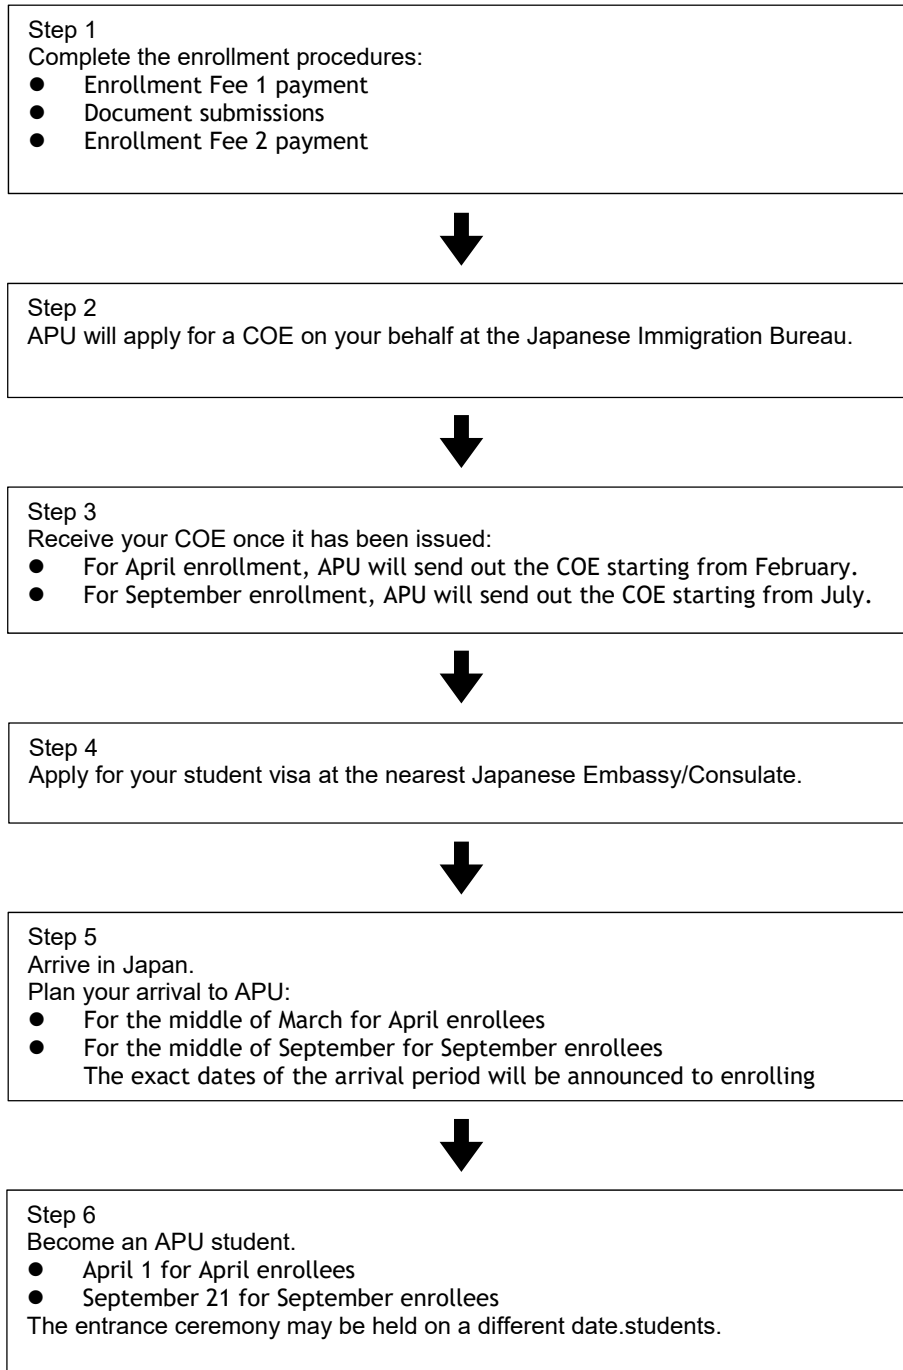 Step 1
Complete the enrollment procedures:
● Enrollment Fee 1 payment
● Document submissions
● Enrollment Fee 2 payment
Step 2
APU will apply for a COE on your behalf at the Japanese Immigration Bureau.
Step 3
Receive your COE once it has been issued:
● For April enrollment, APU will send out the COE starting from February.
● For September enrollment, APU will send out the COE starting from July.
Step 4
Apply for your student visa at the nearest Japanese Embassy/Consulate.
Step 5
Arrive in Japan.
Plan your arrival to APU:
● For the middle of March for April enrollees
● For the middle of September for September enrollees
The exact dates of the arrival period will be announced to enrolling
Step 6
Become an APU student.
● April 1 for April enrollees
● September 21 for September enrollees
The entrance ceremony may be held on a different date.students.